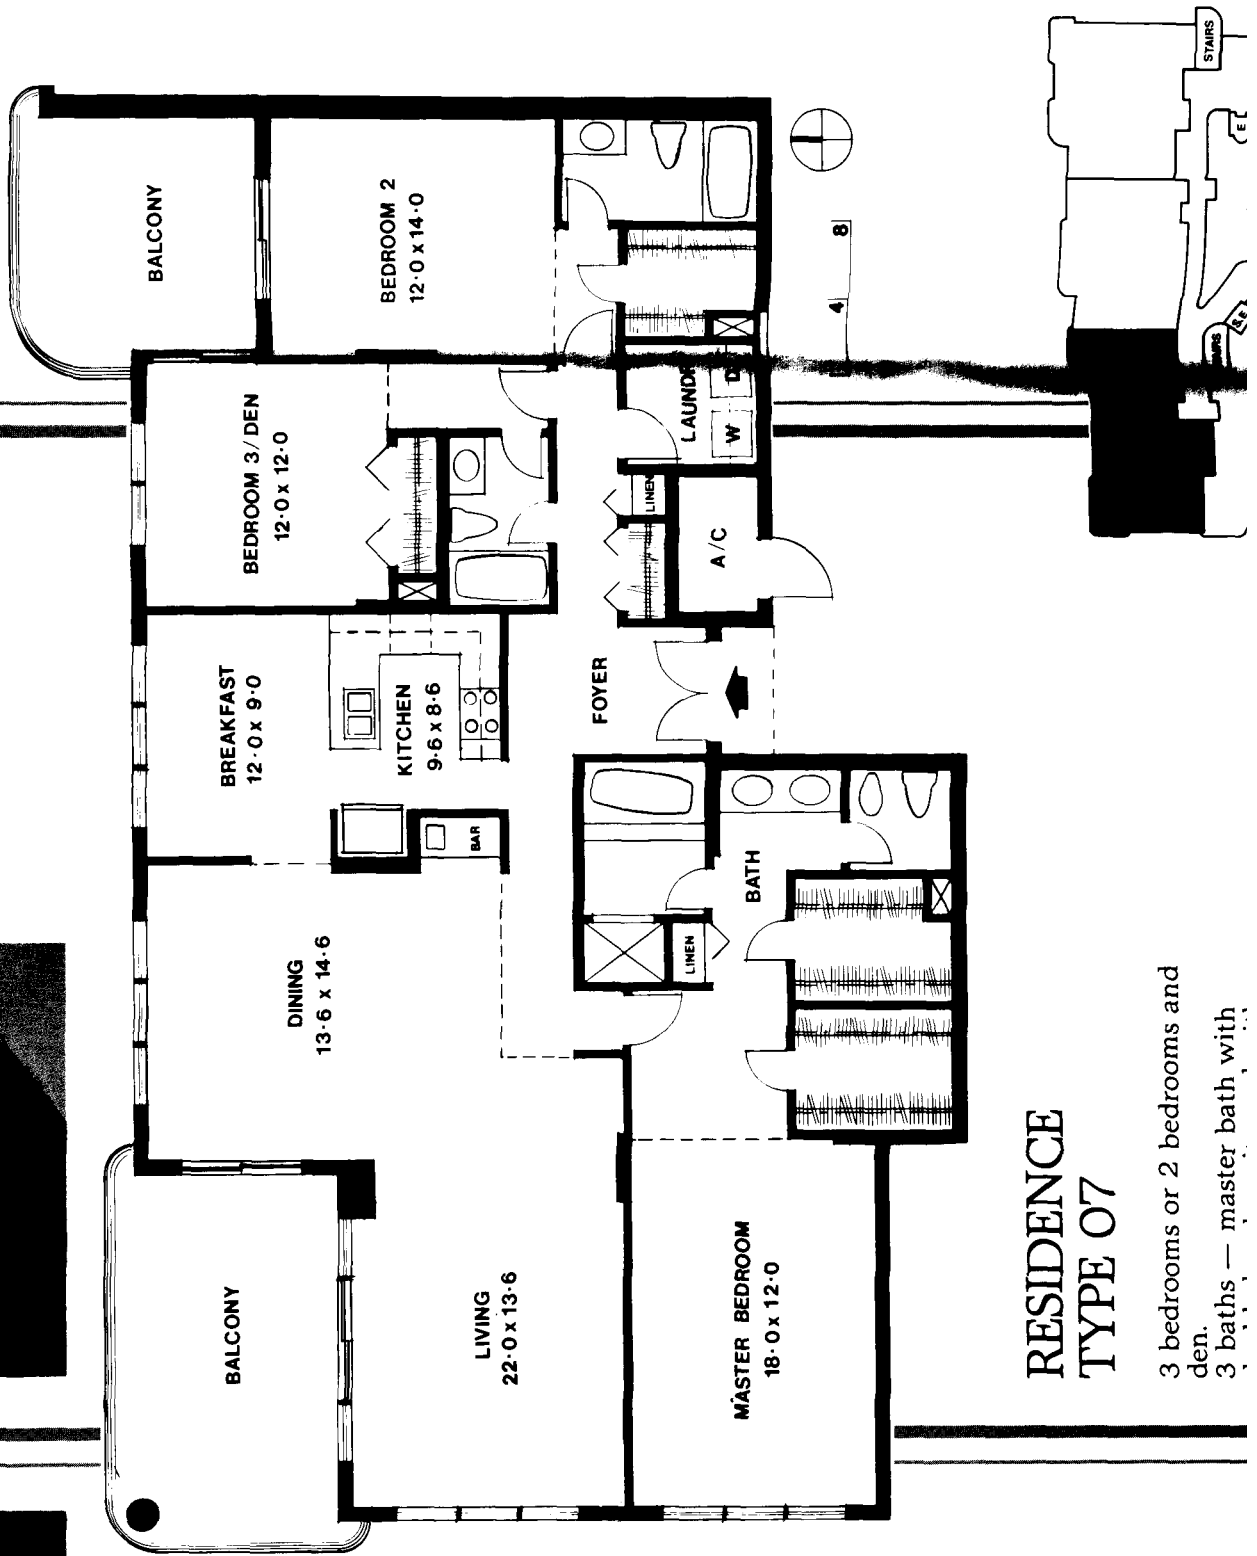 BALCONY
BEDROOM 2
12·0 x 14·0
BEDROOM 3/DEN
12·0 x 12·0
BREAKFAST
12·0 x 9·0
KITCHEN
9·6 x 8·6
BAR
DINING
13·6 x 14·6
BALCONY
LIVING
22·0 x 13·6
MASTER BEDROOM
18·0 x 12·0
FOYER
LINEN
A/C
W
BATH
LINEN
4
8
STAIRS
E
S.E
RESIDENCE
TYPE 07
3 bedrooms or 2 bedrooms and
den.
3 baths — master bath with